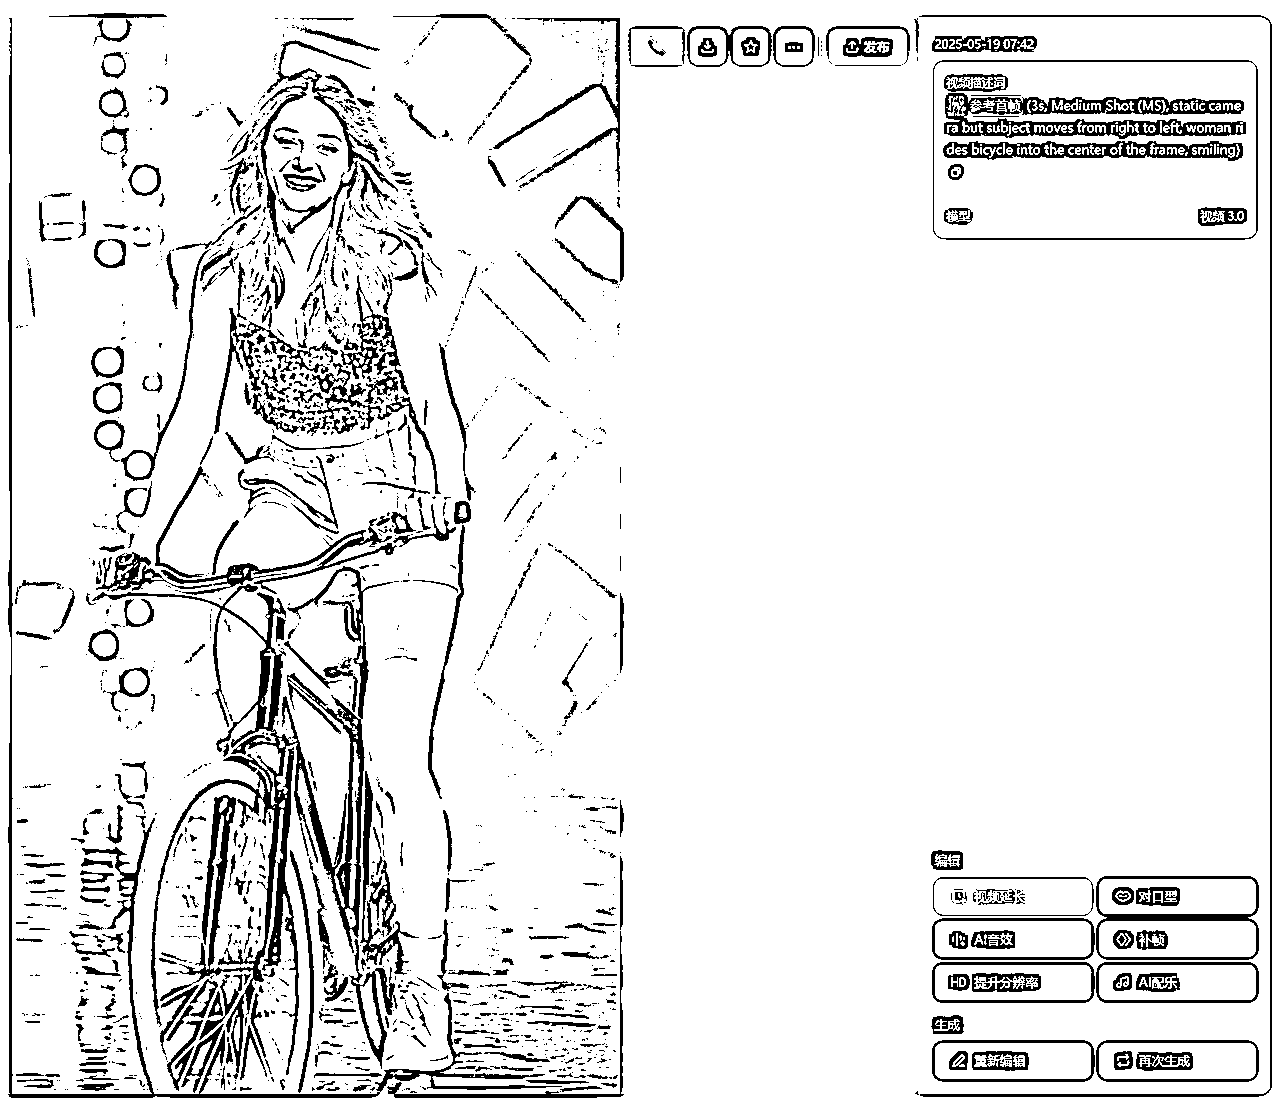 发布
2025-05-19 07:42
视频描述词
参考首帧 (3s, Medium Shot (MS), static came
ra but subject moves from right to left, woman ri
des bicycle into the center of the frame, smiling)
模型
视频 3.0
编辑
视频延长
对口型
AI音效
补帧
HD 提升分辨率
AI配乐
生成
重新编辑
再次生成